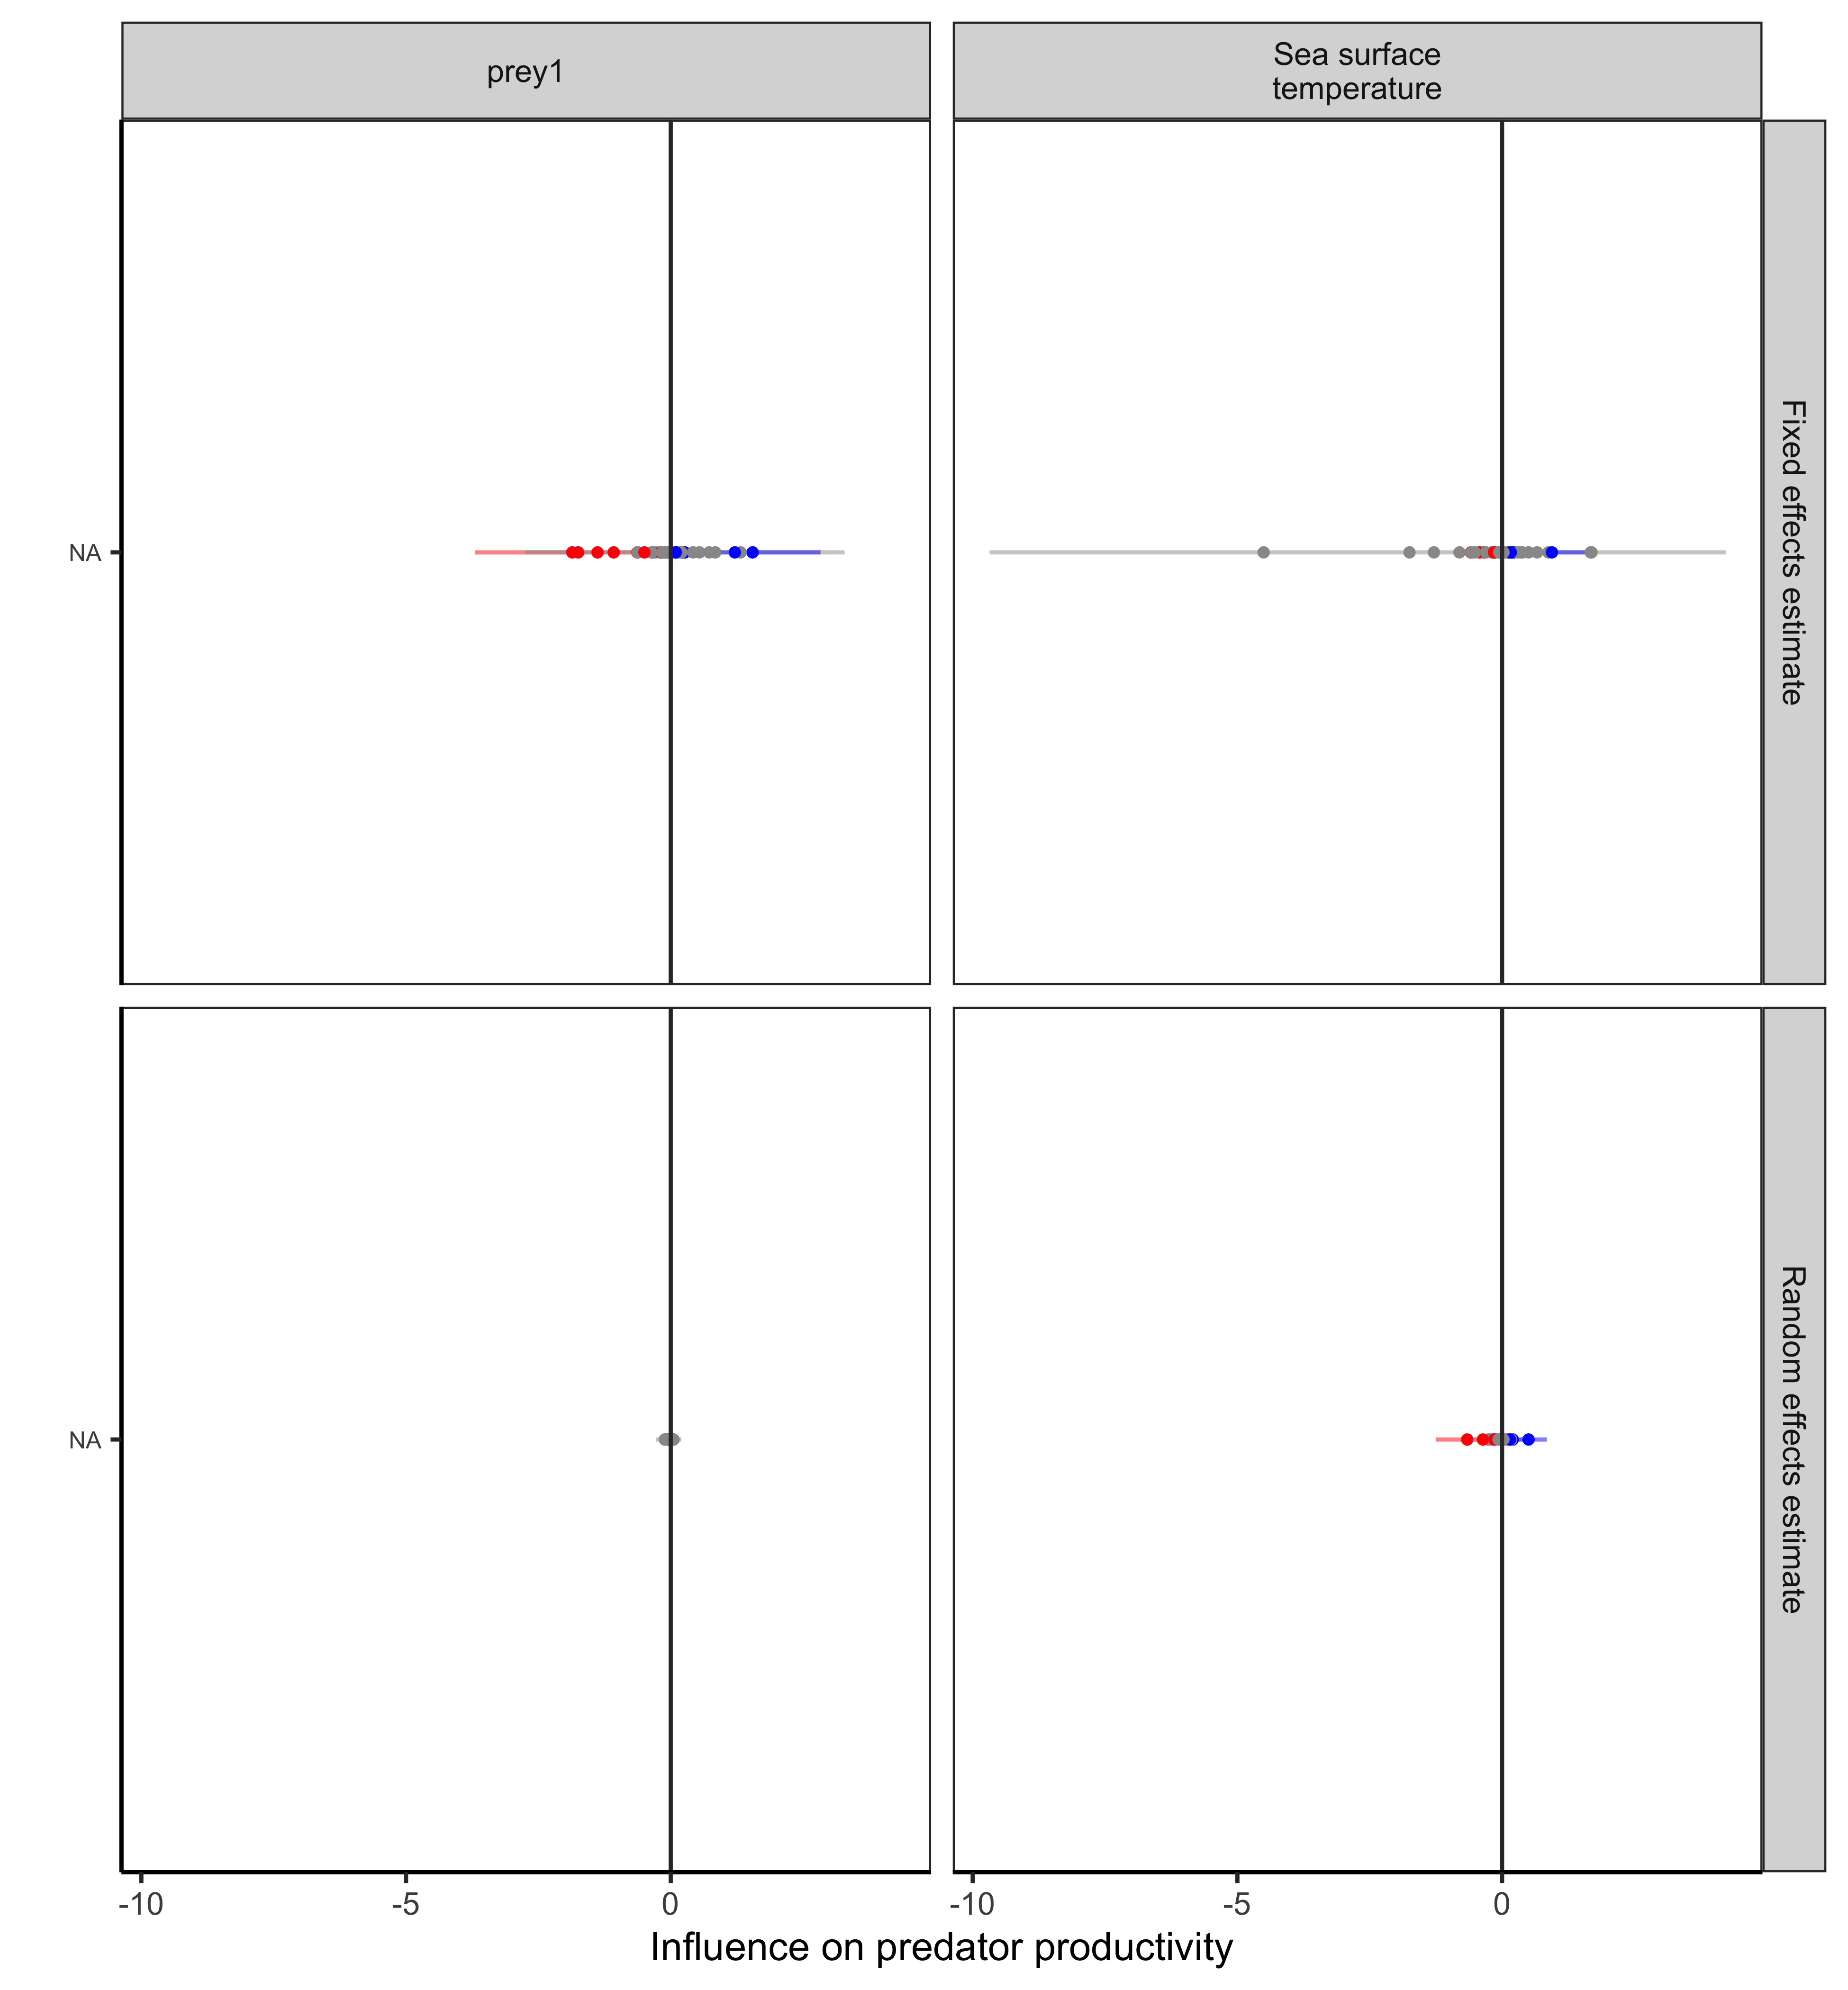 prey1
Sea surface
temperature
NA
Fixed effects estimate
NA
Random effects estimate
-10
-5
0
-10
-5
0
Influence on predator productivity